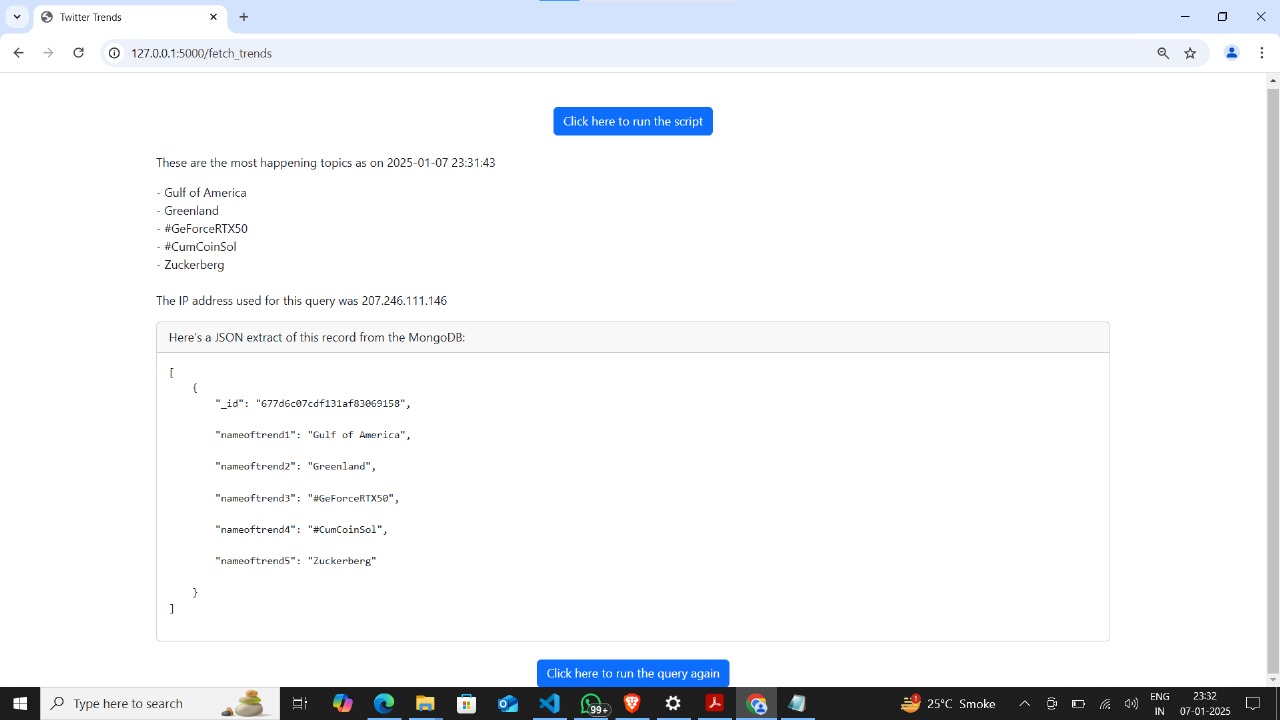 Twitter Trends
127.0.0.1:5000/fetch_trends
Click here to run the script
These are the most happening topics as on 2025-01-07 23:31:43
- Gulf of America
- Greenland
- #GeForceRTX50
- #CumCoinSol
- Zuckerberg
The IP address used for this query was 207.246.111.146
Here's a JSON extract of this record from the MongoDB:
[
{
"_id": "677d6c07cdf131af83069158",
"nameoftrend1": "Gulf of America",
"nameoftrend2": "Greenland",
"nameoftrend3": "#GeForceRTX50",
"nameoftrend4": "#CumCoinSol",
"nameoftrend5": "Zuckerberg"
}
]
Click here to run the query again
Type here to search
99+
1
25°C Smoke
ENG
IN
23:32
07-01-2025